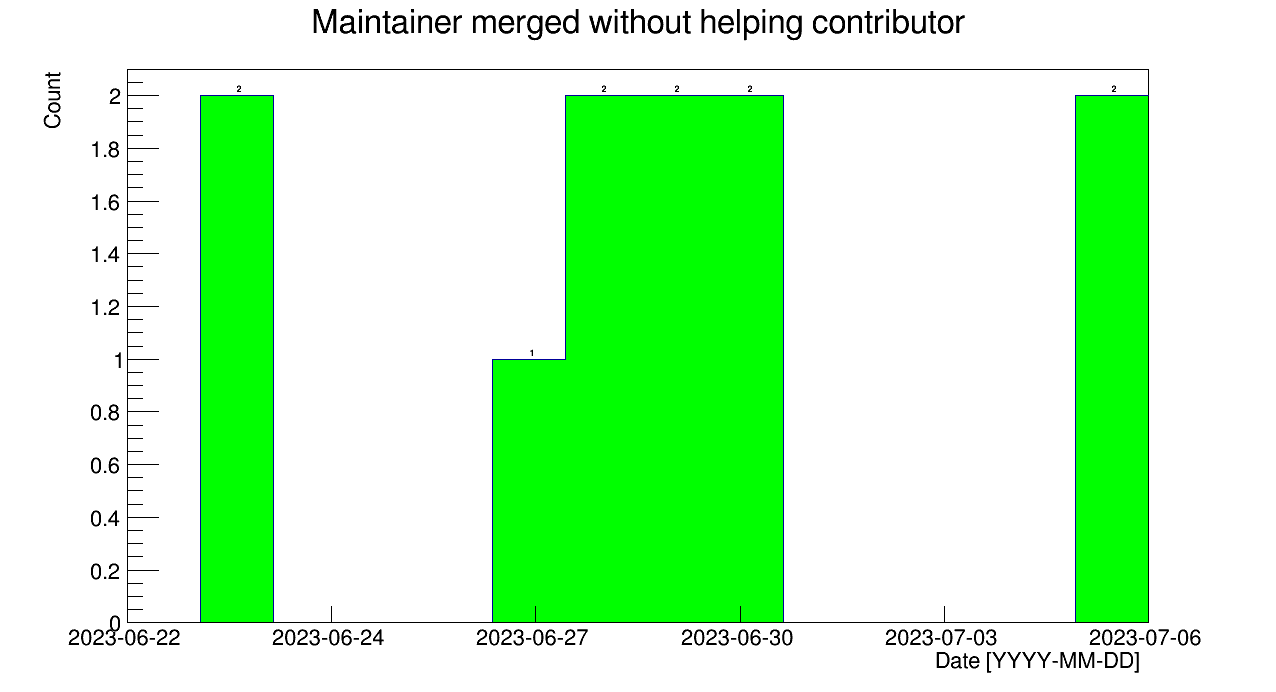 Maintainer merged without helping contributor
Count
2
1.8
1.6
1.4
1.2
1
0.8
0.6
0.4
0.2
0
2 1 2 2 2 2
2023-06-22 2023-06-24 2023-06-27 2023-06-30 2023-07-03 2023-07-06
Date [YYYY-MM-DD]